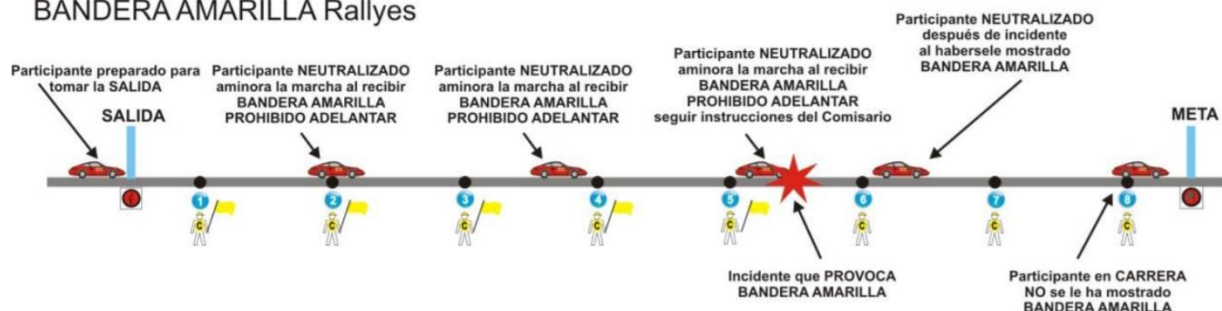 BANDERA AMARILLA Rallyes
Participante preparado para
tomar la SALIDA
SALIDA
Participante NEUTRALIZADO
aminora la marcha al recibir
BANDERA AMARILLA
PROHIBIDO ADELANTAR
Participante NEUTRALIZADO
aminora la marcha al recibir
BANDERA AMARILLA
PROHIBIDO ADELANTAR
Participante NEUTRALIZADO
aminora la marcha al recibir
BANDERA AMARILLA
PROHIBIDO ADELANTAR
seguir instrucciones del Comisario
Participante NEUTRALIZADO
después de incidente
al habersele mostrado
BANDERA AMARILLA
META
1
2
3
4
5
6
7
8
C
C
C
C
C
C
C
C
Incidente que PROVOCA
BANDERA AMARILLA
Participante en CARRERA
NO se le ha mostrado
BANDERA AMARILLA